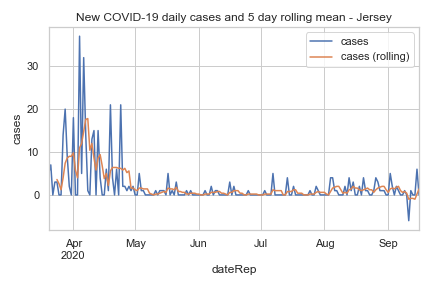 New COVID-19 daily cases and 5 day rolling mean - Jersey
cases
cases (rolling)
cases
30
20
10
0
Apr May Jun Jul Aug Sep
2020
dateRep